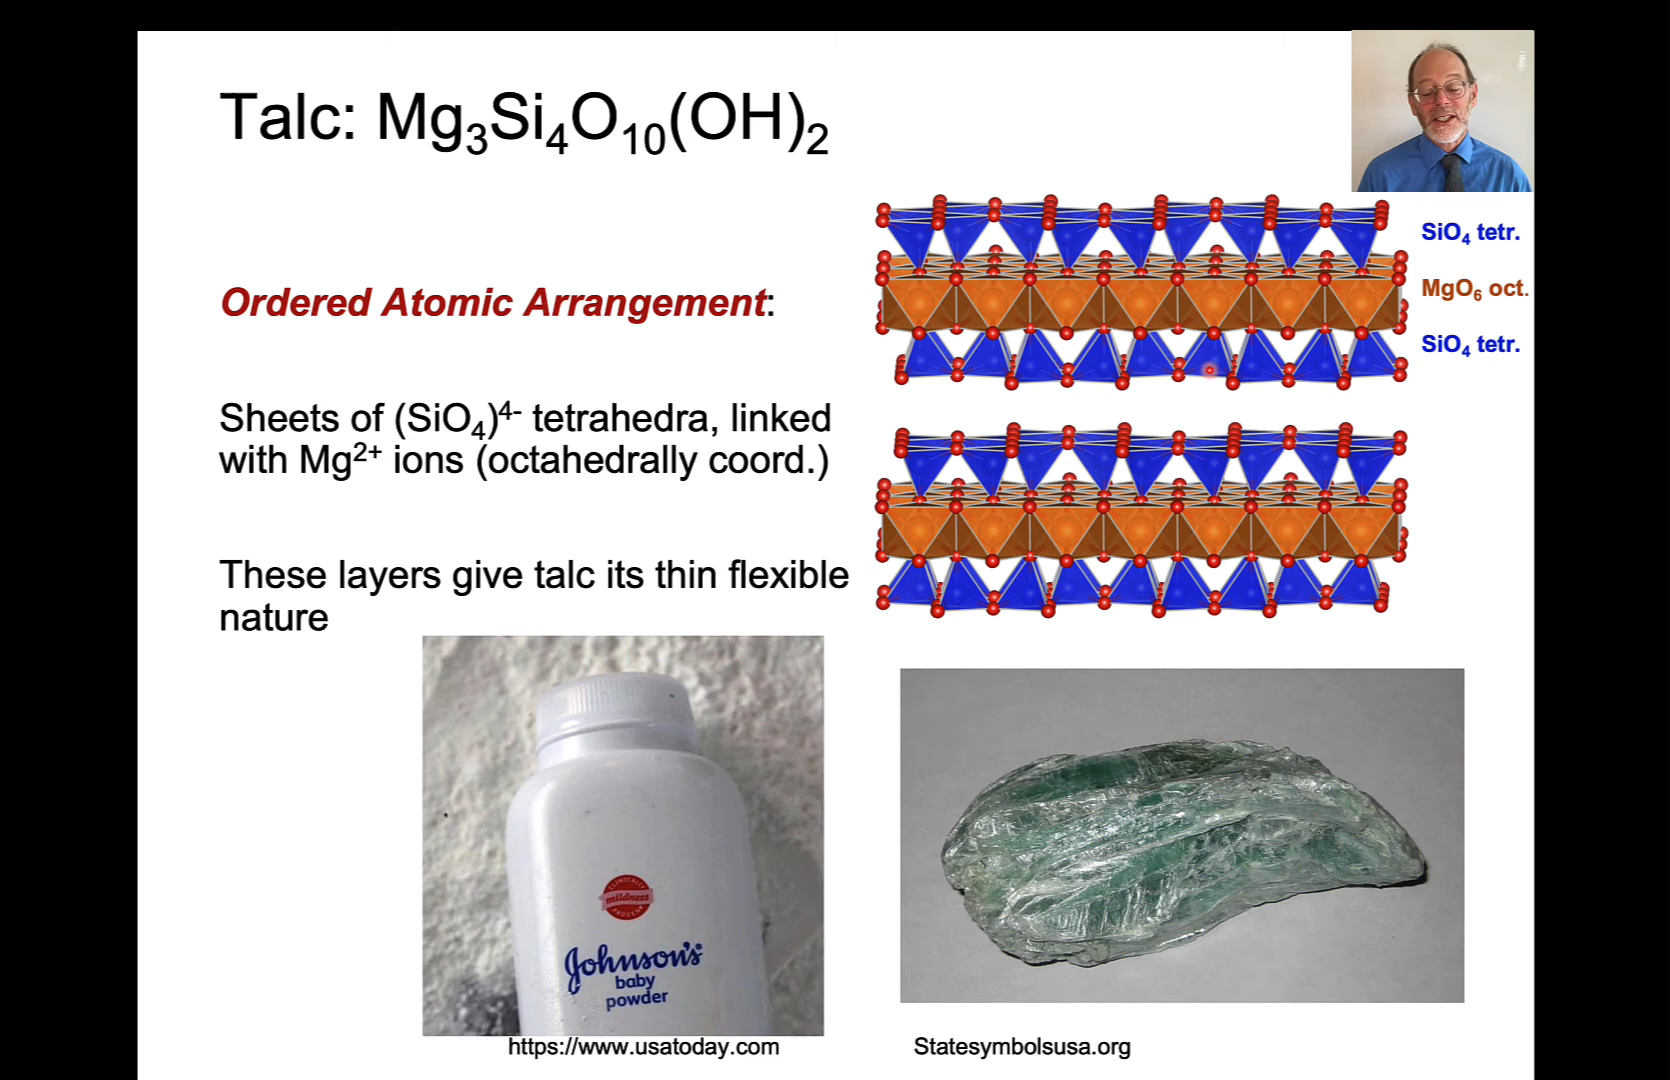 Talc: Mg₃Si₄O₁₀(OH)₂
SiO₄ tetr.
MgO₆ oct.
SiO₄ tetr.
Ordered Atomic Arrangement:
Sheets of (SiO₄)⁴⁻ tetrahedra, linked
with Mg²⁺ ions (octahedrally coord.)
These layers give talc its thin flexible
nature
CLINICALLY
mildness
PROVEN
Johnson's
baby
powder
https://www.usatoday.com
Statesymbolsusa.org